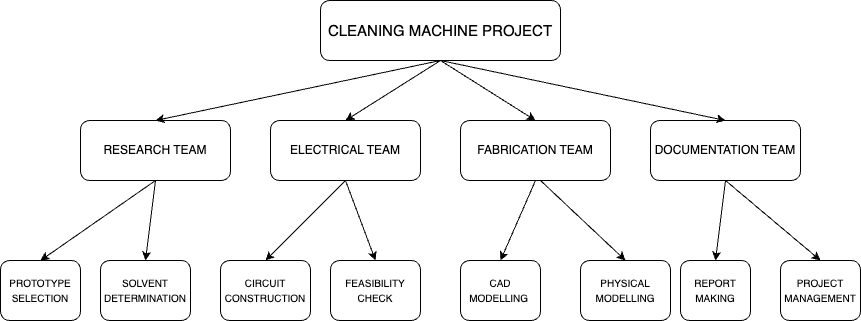 CLEANING MACHINE PROJECT
RESEARCH TEAM
ELECTRICAL TEAM
FABRICATION TEAM
DOCUMENTATION TEAM
PROTOTYPE
SELECTION
SOLVENT
DETERMINATION
CIRCUIT
CONSTRUCTION
FEASIBILITY
CHECK
CAD
MODELLING
PHYSICAL
MODELLING
REPORT
MAKING
PROJECT
MANAGEMENT